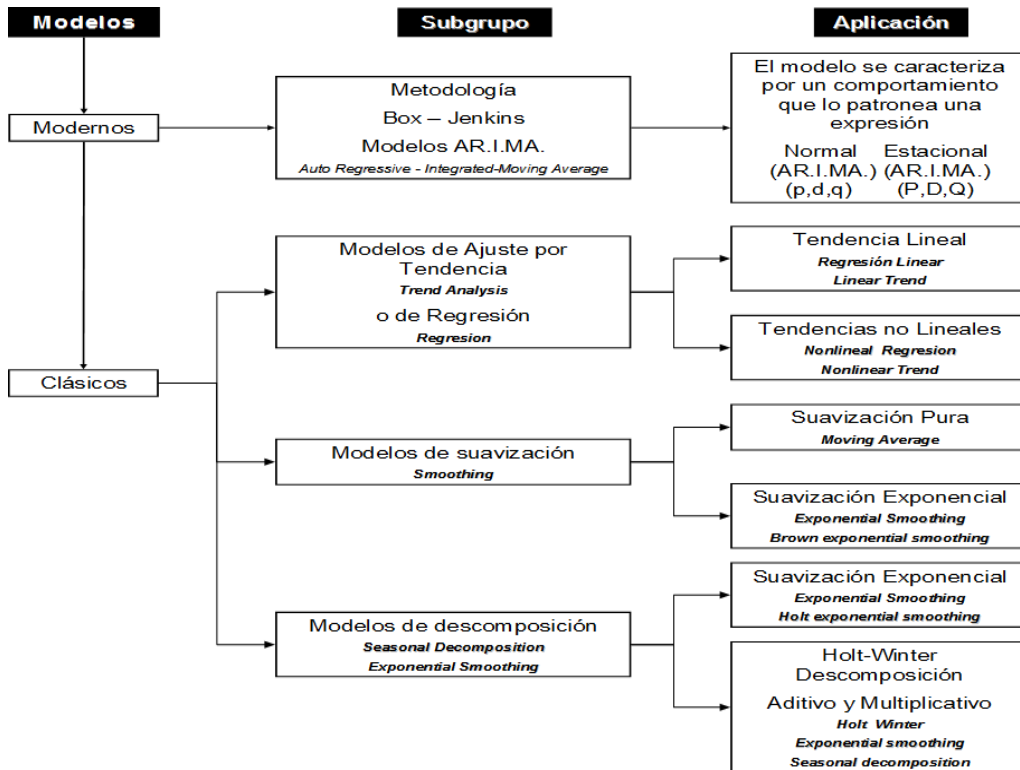 Modelos
Subgrupo
Aplicación
Modernos
Metodología
Box – Jenkins
Modelos AR.I.MA.
Auto Regressive - Integrated-Moving Average
El modelo se caracteriza
por un comportamiento
que lo patronea una
expresión
Normal Estacional
(AR.I.MA.) (AR.I.MA.)
(p,d,q) (P,D,Q)
Clásicos
Modelos de Ajuste por
Tendencia
Trend Analysis
o de Regresión
Regresion
Tendencia Lineal
Regresión Linear
Linear Trend
Tendencias no Lineales
Nonlineal Regresion
Nonlinear Trend
Modelos de suavización
Smoothing
Suavización Pura
Moving Average
Suavización Exponencial
Exponential Smoothing
Brown exponential smoothing
Modelos de descomposición
Seasonal Decomposition
Exponential Smoothing
Suavización Exponencial
Exponential Smoothing
Holt exponential smoothing
Holt-Winter
Descomposición
Aditivo y Multiplicativo
Holt Winter
Exponential smoothing
Seasonal decomposition